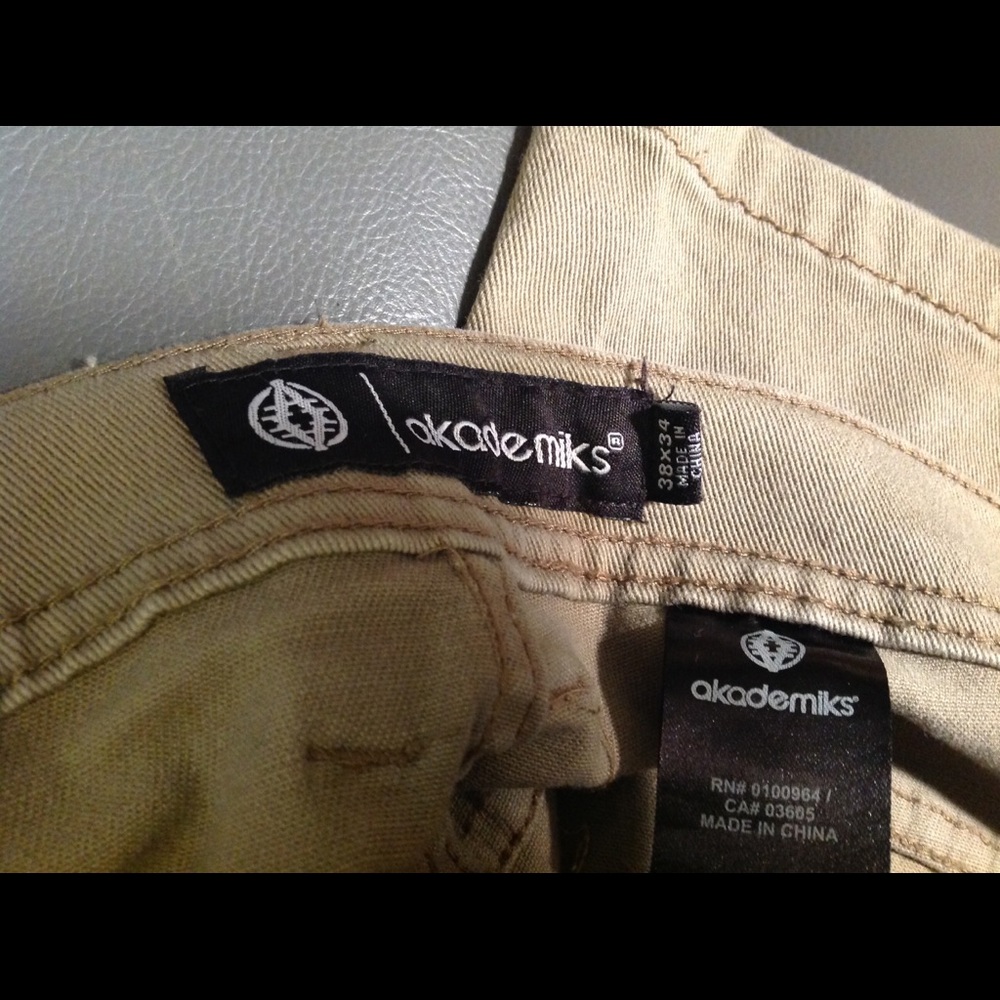 akademiks®
38x34
MADE IN
CHINA
akademiks
RN# 0100964 /
CA# 03605
MADE IN CHINA